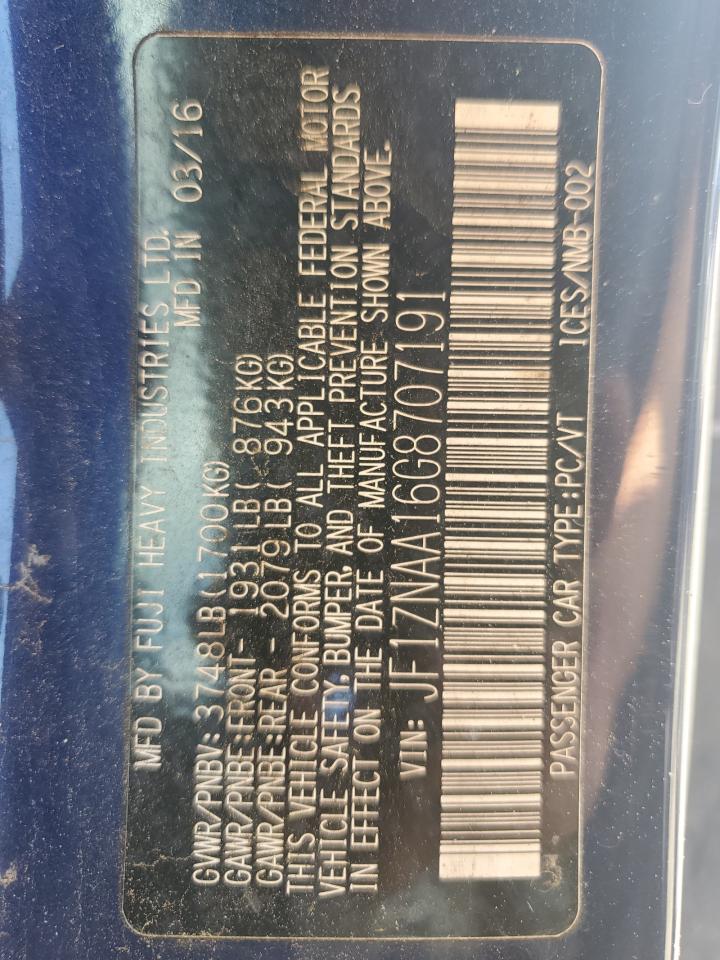 MFD BY FUJI HEAVY INDUSTRIES LTD.
MFD IN 03/16
GVWR/PNBV:3748LB(1700KG)
GAWR/PNBE:FRONT- 1931LB( 876KG)
GAWR/PNBE:REAR - 2079LB( 943KG)
THIS VEHICLE CONFORMS TO ALL APPLICABLE FEDERAL MOTOR
VEHICLE SAFETY, BUMPER, AND THEFT PREVENTION STANDARDS
IN EFFECT ON THE DATE OF MANUFACTURE SHOWN ABOVE.
VIN: JF1ZNAA16G8707191
PASSENGER CAR TYPE:PC/VT ICES/NMB-002